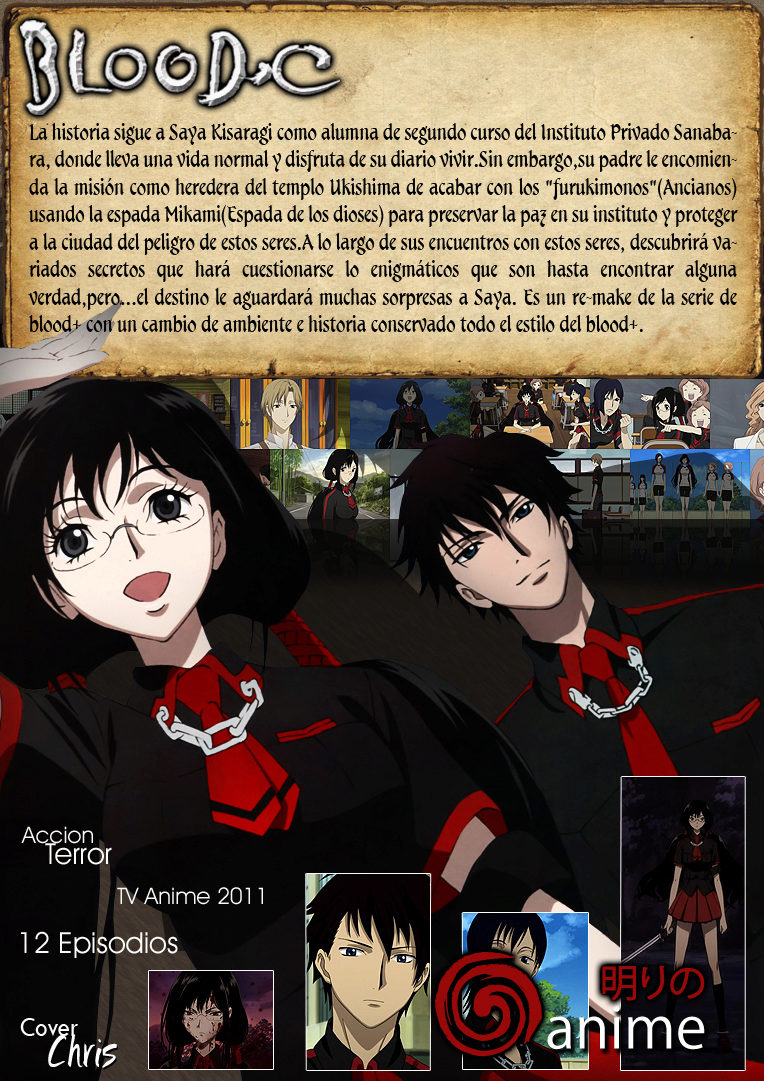 BLOOD-C
La historia sigue a Saya Kisaragi como alumna de segundo curso del Instituto Privado Sanaba-
ra, donde lleva una vida normal y disfruta de su diario vivir.Sin embargo,su padre le encomien-
da la misión como heredera del templo Ukishima de acabar con los "furukimonos"(Ancianos)
usando la espada Mikami(Espada de los dioses) para preservar la paz en su instituto y proteger
a la ciudad del peligro de estos seres.A lo largo de sus encuentros con estos seres, descubrirá va-
riados secretos que hará cuestionarse lo enigmáticos que son hasta encontrar alguna
verdad,pero...el destino le aguardará muchas sorpresas a Saya. Es un re-make de la serie de
blood+ con un cambio de ambiente e historia conservado todo el estilo del blood+.
Accion
Terror
TV Anime 2011
12 Episodios
Cover
Chris
明りの
anime